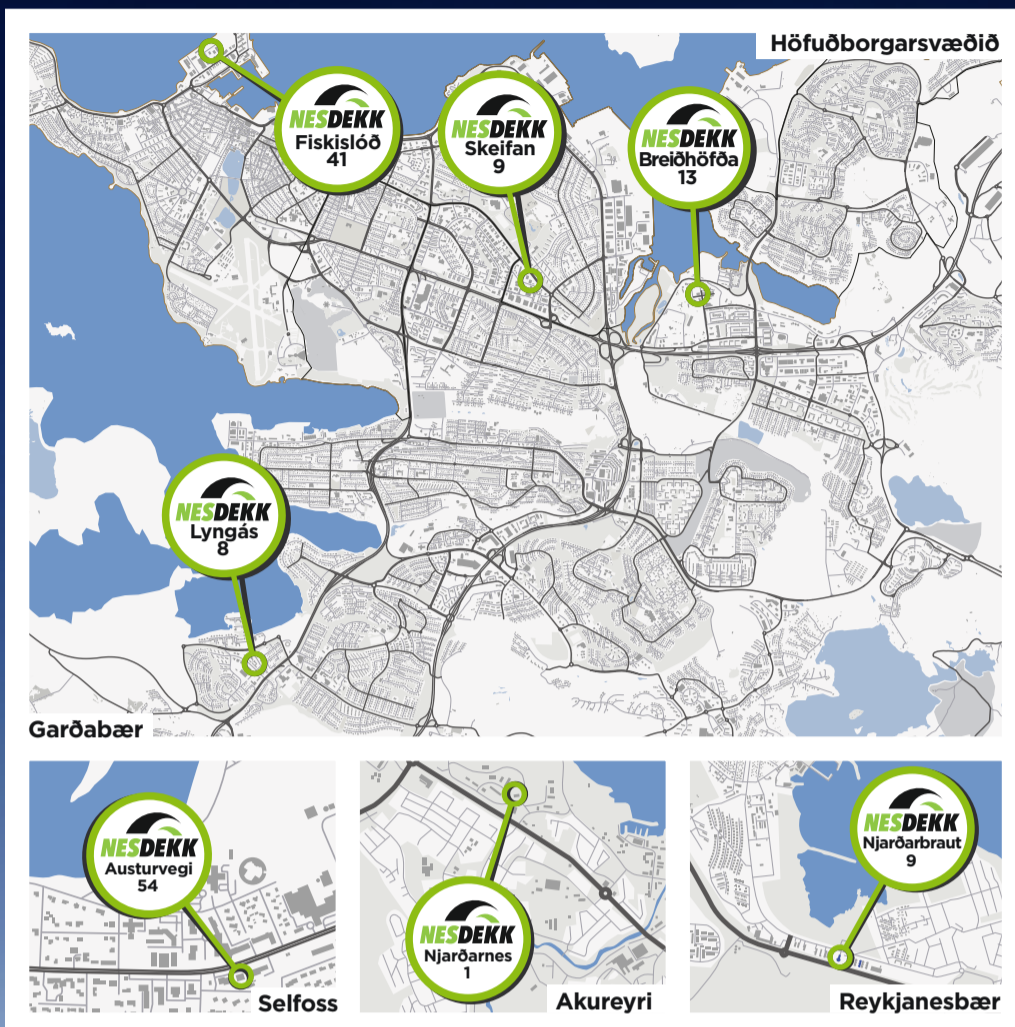 Höfuðborgarsvæðið
NESDEKK
Fiskislóð
41
NESDEKK
Skeifan
9
NESDEKK
Breiðhöfða
13
NESDEKK
Lyngás
8
Garðabær
NESDEKK
Austurvegi
54
Selfoss
NESDEKK
Njarðarnes
1
Akureyri
NESDEKK
Njarðarbraut
9
Reykjanesbær